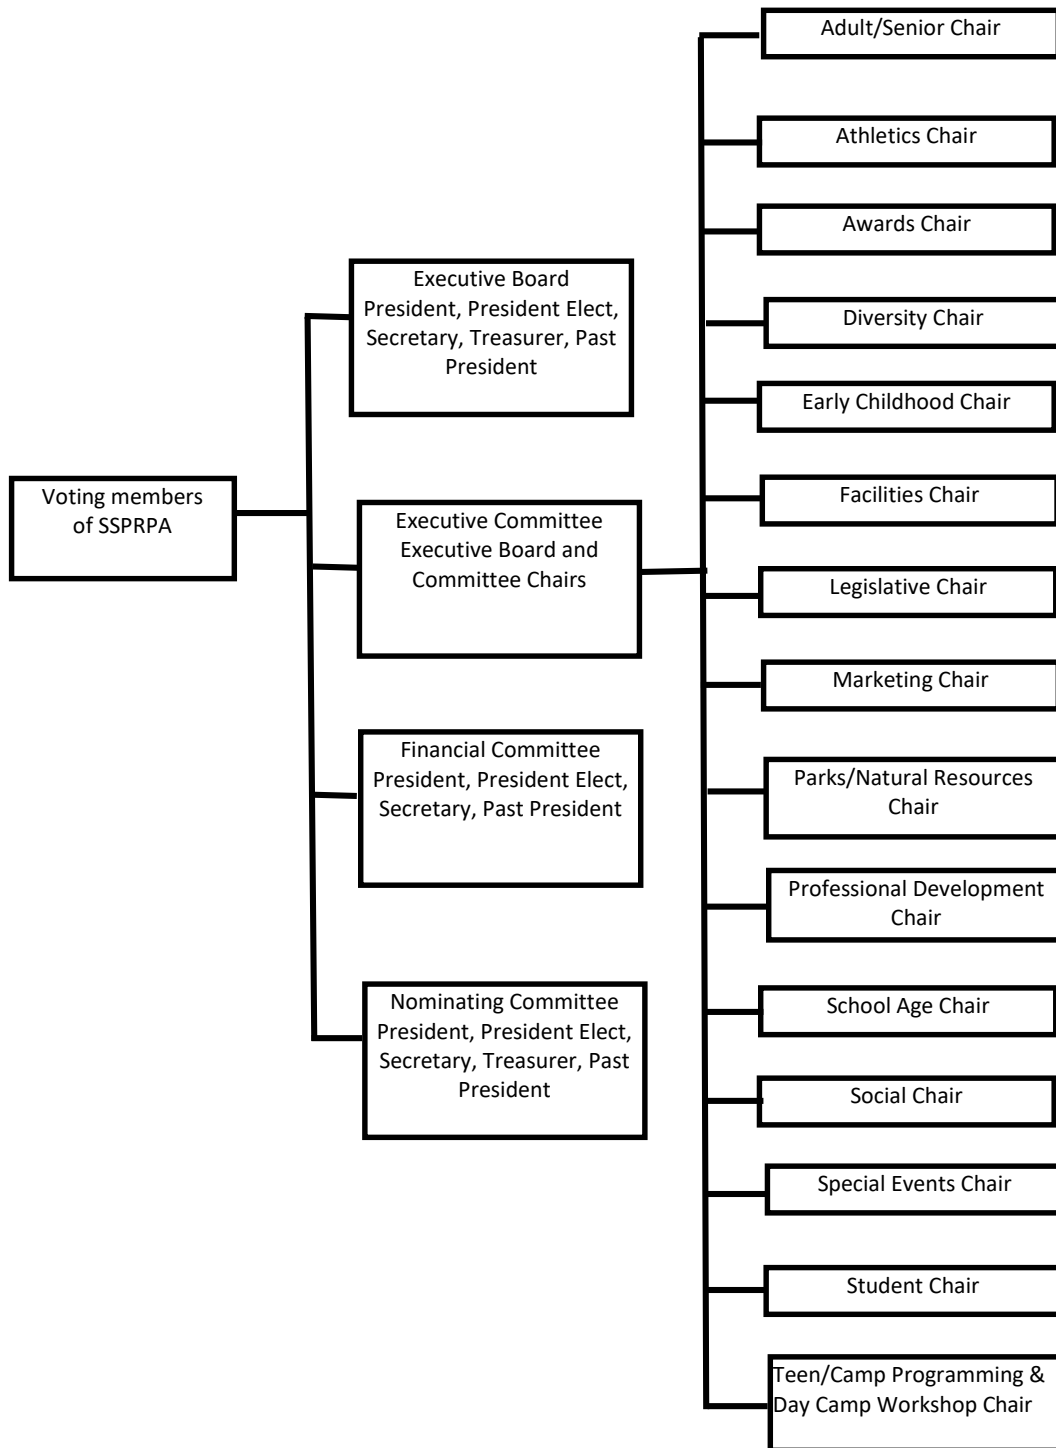 Voting members
of SSPRPA
Executive Board
President, President Elect,
Secretary, Treasurer, Past
President
Executive Committee
Executive Board and
Committee Chairs
Financial Committee
President, President Elect,
Secretary, Past President
Nominating Committee
President, President Elect,
Secretary, Treasurer, Past
President
Adult/Senior Chair
Athletics Chair
Awards Chair
Diversity Chair
Early Childhood Chair
Facilities Chair
Legislative Chair
Marketing Chair
Parks/Natural Resources
Chair
Professional Development
Chair
School Age Chair
Social Chair
Special Events Chair
Student Chair
Teen/Camp Programming &
Day Camp Workshop Chair